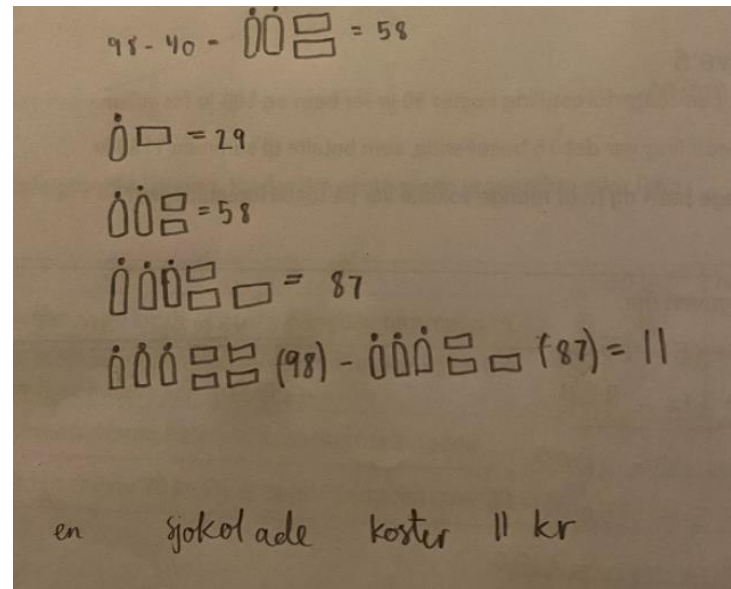 98 - 40 - = 58
= 29
= 58
= 87
(98) - (87) = 11
en sjokolade koster 11 kr